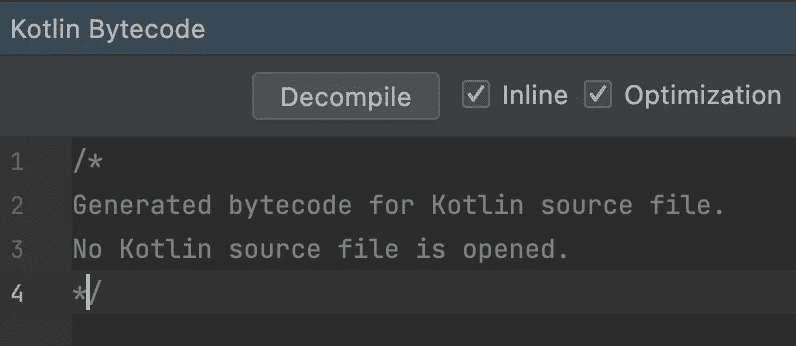 Kotlin Bytecode
Decompile Inline Optimization
1 /*
2 Generated bytecode for Kotlin source file.
3 No Kotlin source file is opened.
4 */